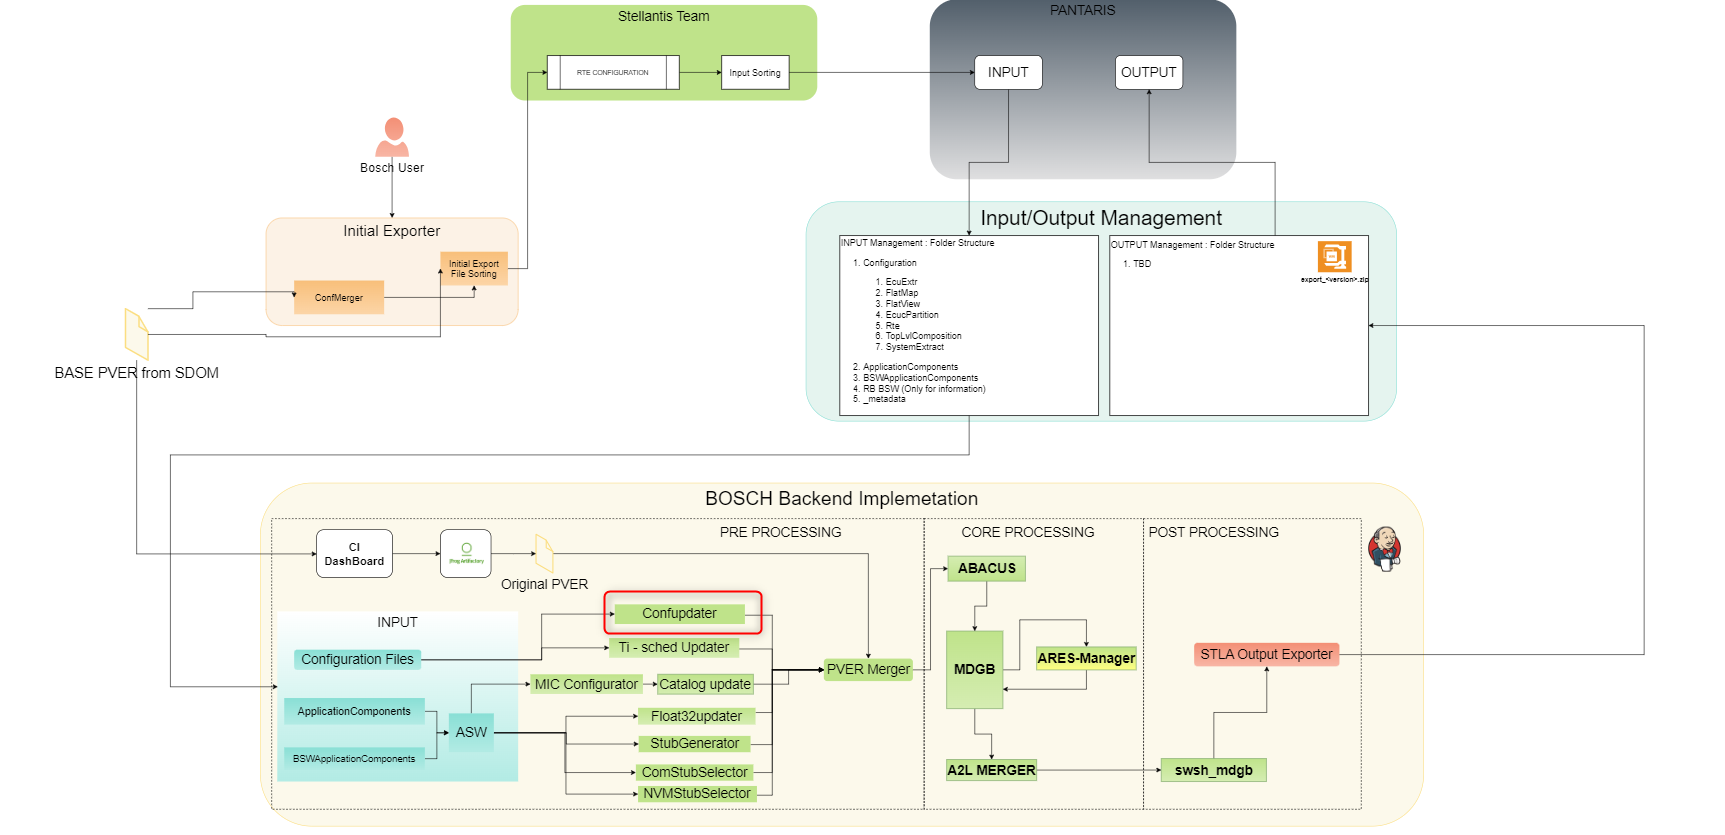 Stellantis Team
PANTARIS
RTE CONFIGURATION
Input Sorting
INPUT
OUTPUT
Bosch User
Initial Exporter
Initial Export
File Sorting
ConfMerger
BASE PVER from SDOM
Input/Output Management
INPUT Management : Folder Structure
1. Configuration
1. EcuExtr
2. FlatMap
3. FlatView
4. EcucPartition
5. Rte
6. TopLvlComposition
7. SystemExtract
2. ApplicationComponents
3. BSWApplicationComponents
4. RB BSW (Only for information)
5. _metadata
OUTPUT Management : Folder Structure
1. TBD
export_<version>.zip
BOSCH Backend Implemetation
PRE PROCESSING
CORE PROCESSING
POST PROCESSING
CI
DashBoard
JFrog Artifactory
Original PVER
INPUT
Configuration Files
ApplicationComponents
BSWApplicationComponents
ASW
Confupdater
Ti - sched Updater
MIC Configurator
Catalog update
Float32updater
StubGenerator
ComStubSelector
NVMStubSelector
PVER Merger
ABACUS
MDGB
ARES-Manager
A2L MERGER
STLA Output Exporter
swsh_mdgb